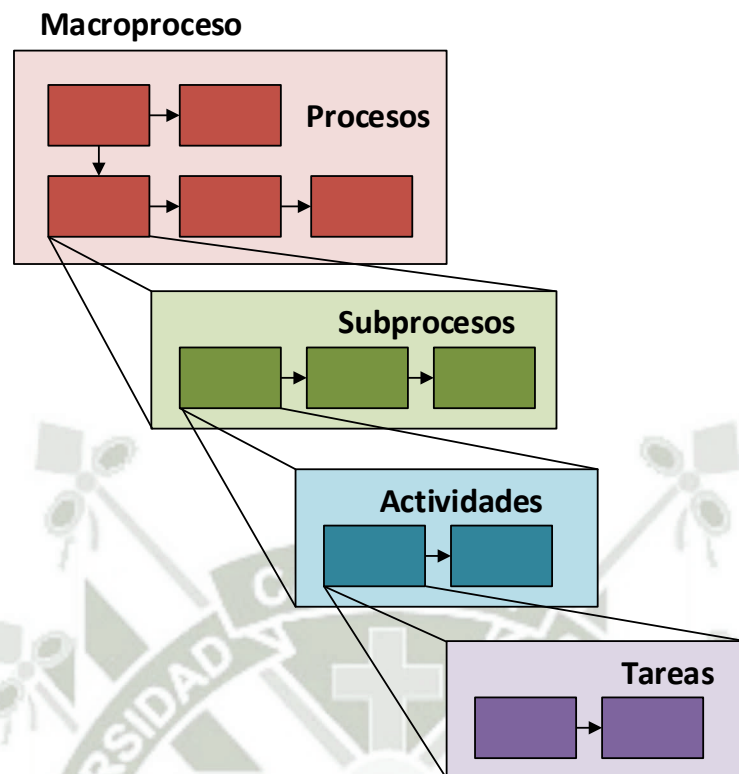 Macroproceso
Procesos
Subprocesos
Actividades
Tareas